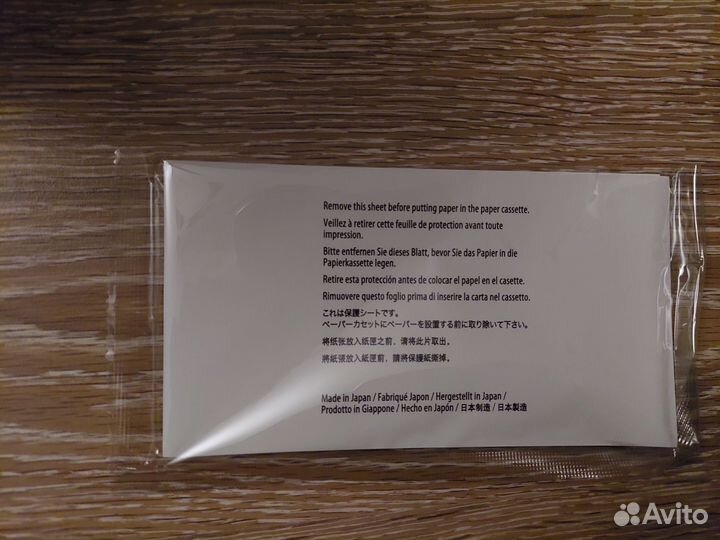 Remove this sheet before putting paper in the paper cassette.
Veillez à retirer cette feuille de protection avant toute
impression.
Bitte entfernen Sie dieses Blatt, bevor Sie das Papier in die
Papierkassette legen.
Retire esta protección antes de colocar el papel en el casette.
Rimuovere questo foglio prima di inserire la carta nel cassetto.
これは保護シートです。
ペーパーカセットにペーパーを設置する前に取り除いて下さい。
将纸张放入纸匣之前，请将此片取出。
將紙張放入紙匣前，請將保護紙撕掉。
Made in Japan / Fabriqué Japon / Hergestellt in Japan /
Prodotto in Giappone / Hecho en Japón / 日本制造 / 日本製造
Avito